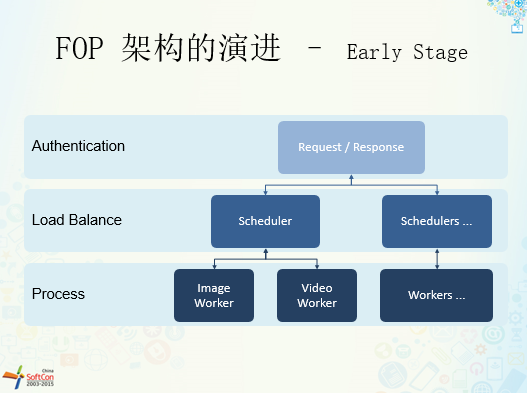 FOP 架构的演进 – Early Stage
Authentication
Request / Response
Load Balance
Scheduler
Schedulers ...
Process
Image
Worker
Video
Worker
Workers ...
China
SoftCon
2003-2015